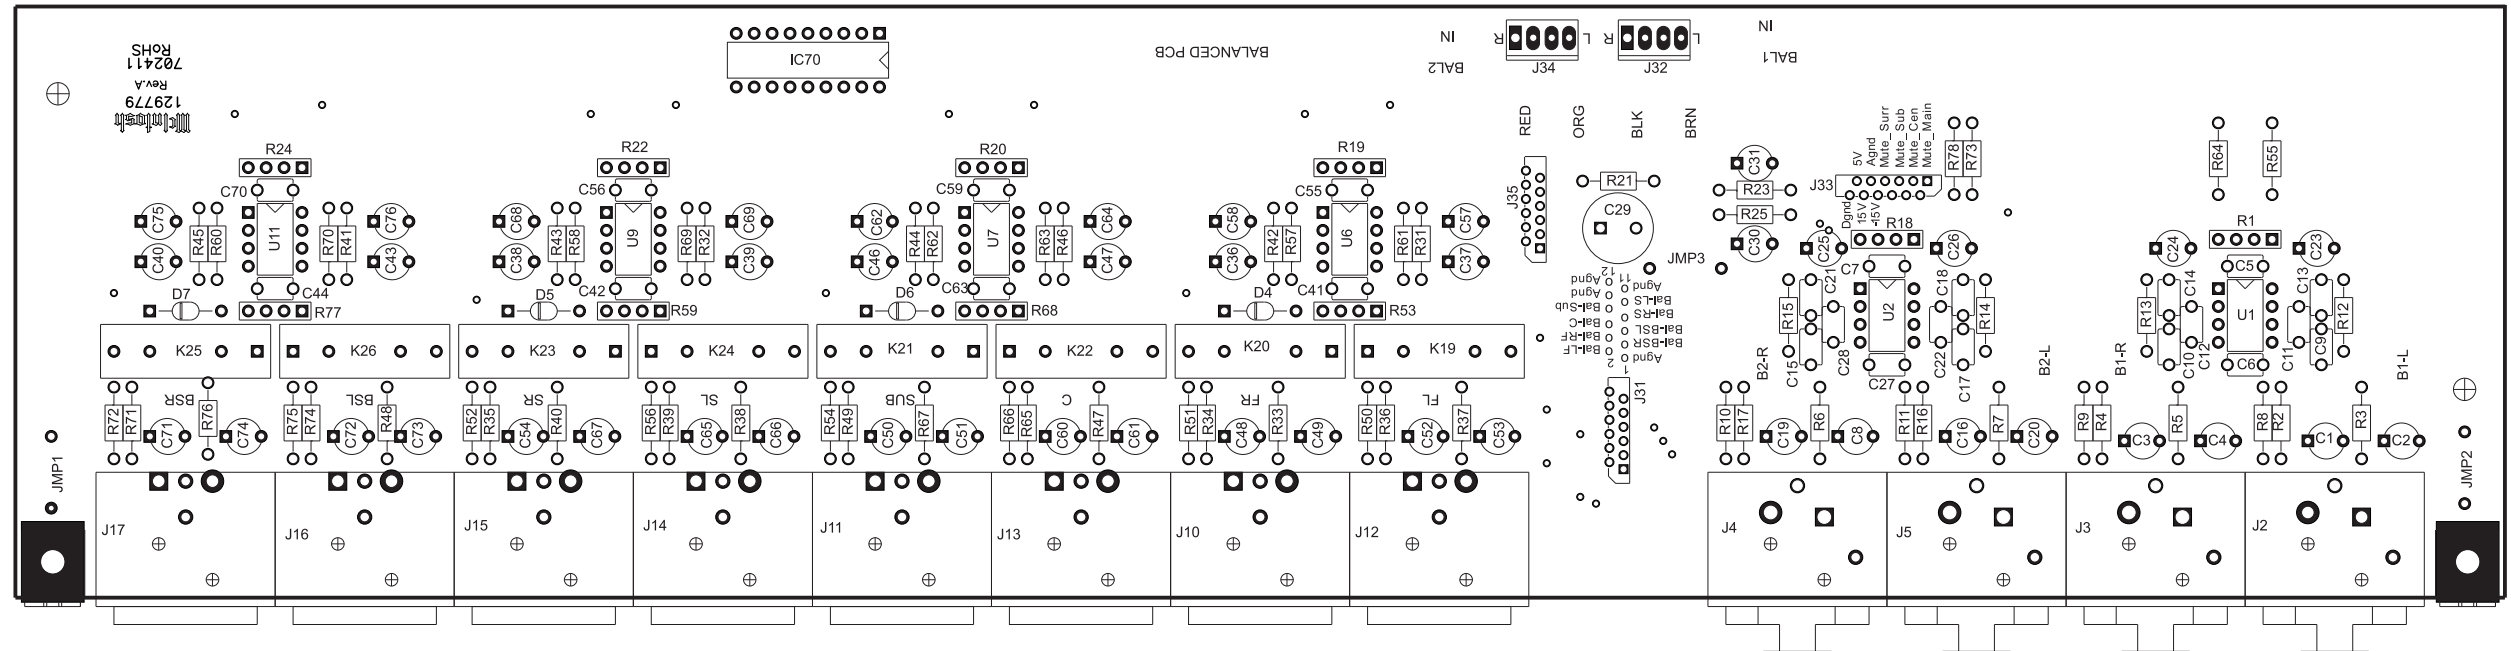 RoHS
702411
Rev.A
129779
McIntosh
IC70
BALANCED PCB
IN
BAL2
R
L
J34
R
L
J32
IN
BAL1
RED
ORG
BLK
BRN
R24
R22
R20
R19
C70
C56
C59
C55
J35
R21
C29
C31
R23
R25
C30
JMP3
J33
5V
Agnd
Mute_Surr
Mute_Sub
Mute_Cen
Mute_Main
Dgnd
15V
-15V
R78
R73
R64
R55
R18
R1
C75
C40
R45
R60
U11
R70
R41
C76
C43
C68
C38
R43
R58
U9
R69
R32
C69
C39
C62
C46
R44
R62
U7
R63
R46
C64
C47
C58
C36
R42
R57
U6
R61
R31
C57
C37
C25
C26
C24
C23
C7
C21
C18
C5
C14
C13
R15
U2
R14
R13
U1
R12
D7
C44
R77
D5
C42
R59
D6
C63
R68
D4
C41
R53
12
11
Agnd
Agnd
Bal-Sub
Bal-C
Bal-RF
Bal-LF
2
Agnd
Bal-LS
Bal-RS
Bal-BSL
Bal-BSR
Agnd
1
J31
K25
K26
K23
K24
K21
K22
K20
K19
B2-R
C15
C28
C27
C22
C17
B2-L
B1-R
C10
C12
C6
C11
C9
B1-L
BSR
BSL
SR
SL
SUB
C
FR
FL
R72
R71
C71
R76
C74
R75
R74
C72
R48
C73
R52
R35
C54
R40
C67
R56
R39
C65
R38
C66
R54
R49
C50
R67
C51
R66
R65
C60
R47
C61
R51
R34
C48
R33
C49
R50
R36
C52
R37
C53
R10
R17
C19
R6
C8
R11
R16
C16
R7
C20
R9
R4
C3
R5
C4
R8
R2
C1
R3
C2
JMP1
JMP2
J17
J16
J15
J14
J11
J13
J10
J12
J4
J5
J3
J2